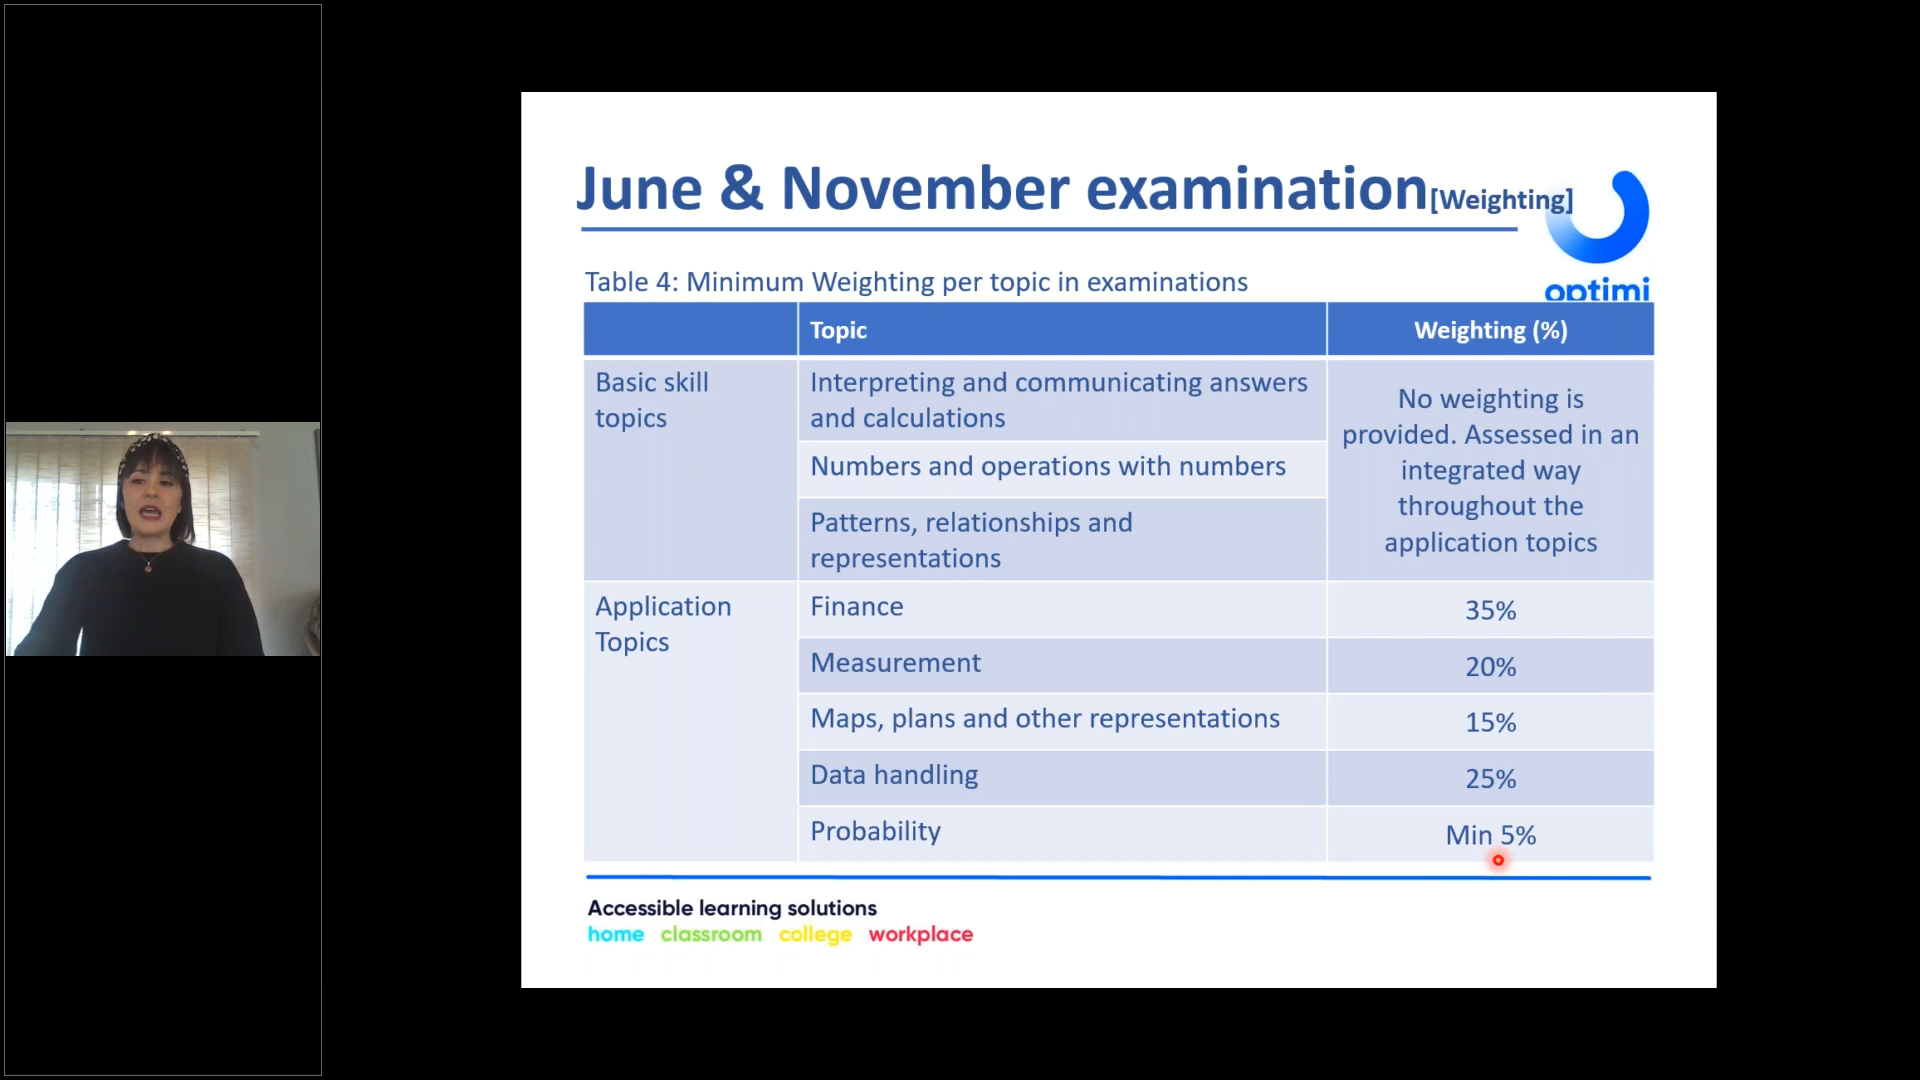 June & November examination[Weighting]
optimi
Table 4: Minimum Weighting per topic in examinations
Topic
Weighting (%)
Basic skill
topics
Interpreting and communicating answers
and calculations
Numbers and operations with numbers
Patterns, relationships and
representations
No weighting is
provided. Assessed in an
integrated way
throughout the
application topics
Application
Topics
Finance
35%
Measurement
20%
Maps, plans and other representations
15%
Data handling
25%
Probability
Min 5%
Accessible learning solutions
home classroom college workplace